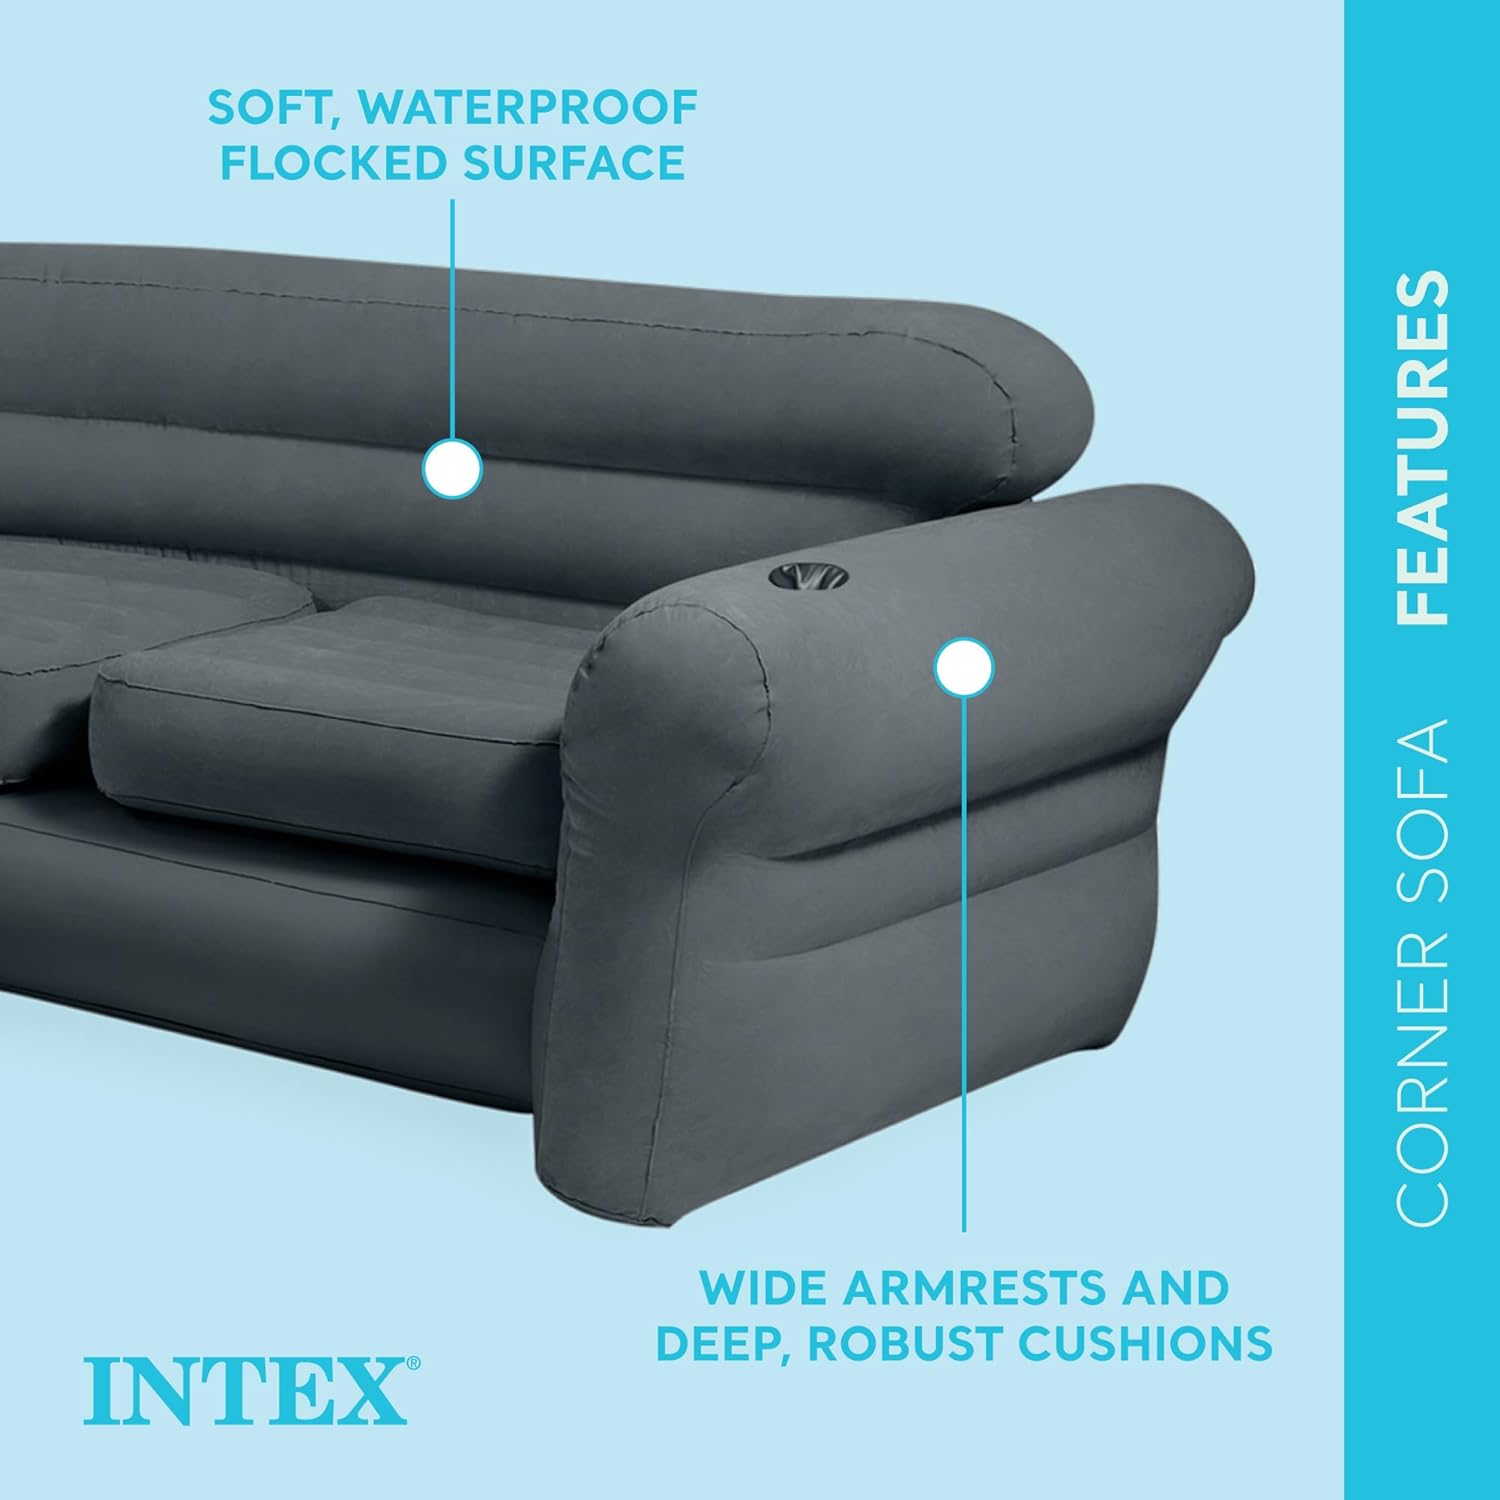 SOFT, WATERPROOF
FLOCKED SURFACE
WIDE ARMRESTS AND
DEEP, ROBUST CUSHIONS
INTEX®
CORNER SOFA FEATURES